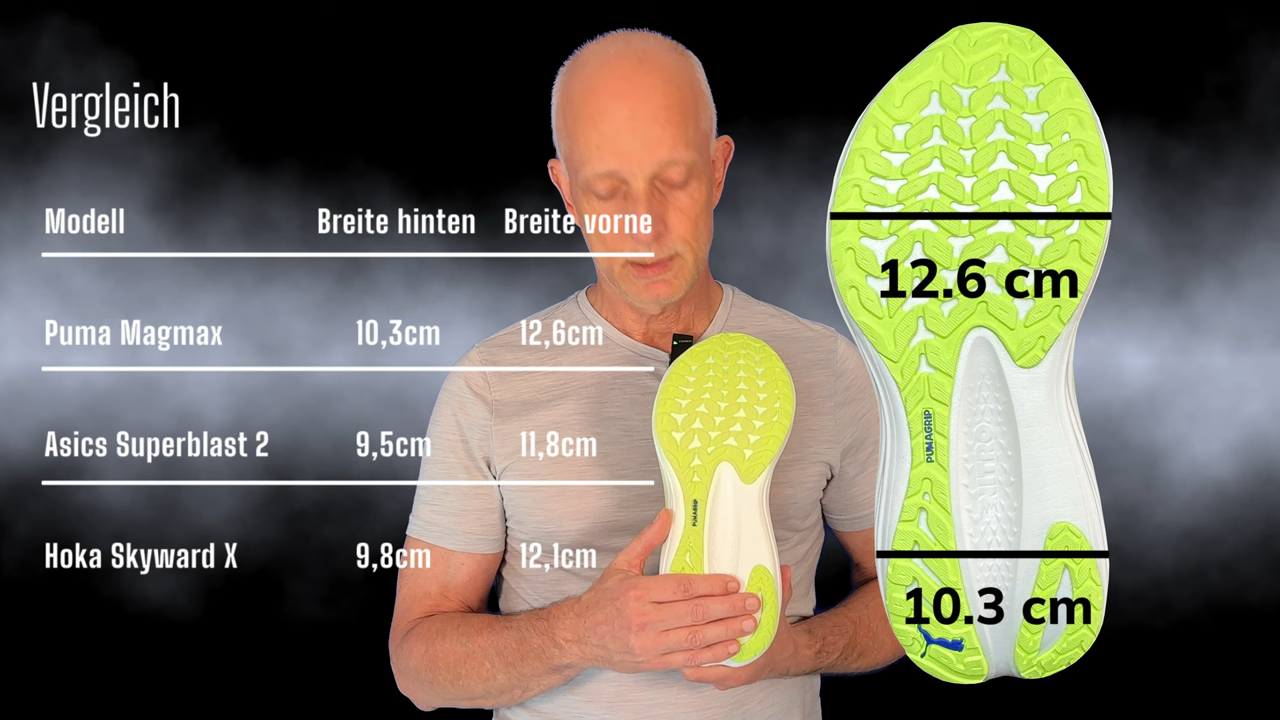 Vergleich
Modell Breite hinten Breite vorne
Puma Magmax 10,3cm 12,6cm
Asics Superblast 2 9,5cm 11,8cm
Hoka Skyward X 9,8cm 12,1cm
12.6 cm
10.3 cm
PUMAGRIP
NITRO
PUMAGRIP